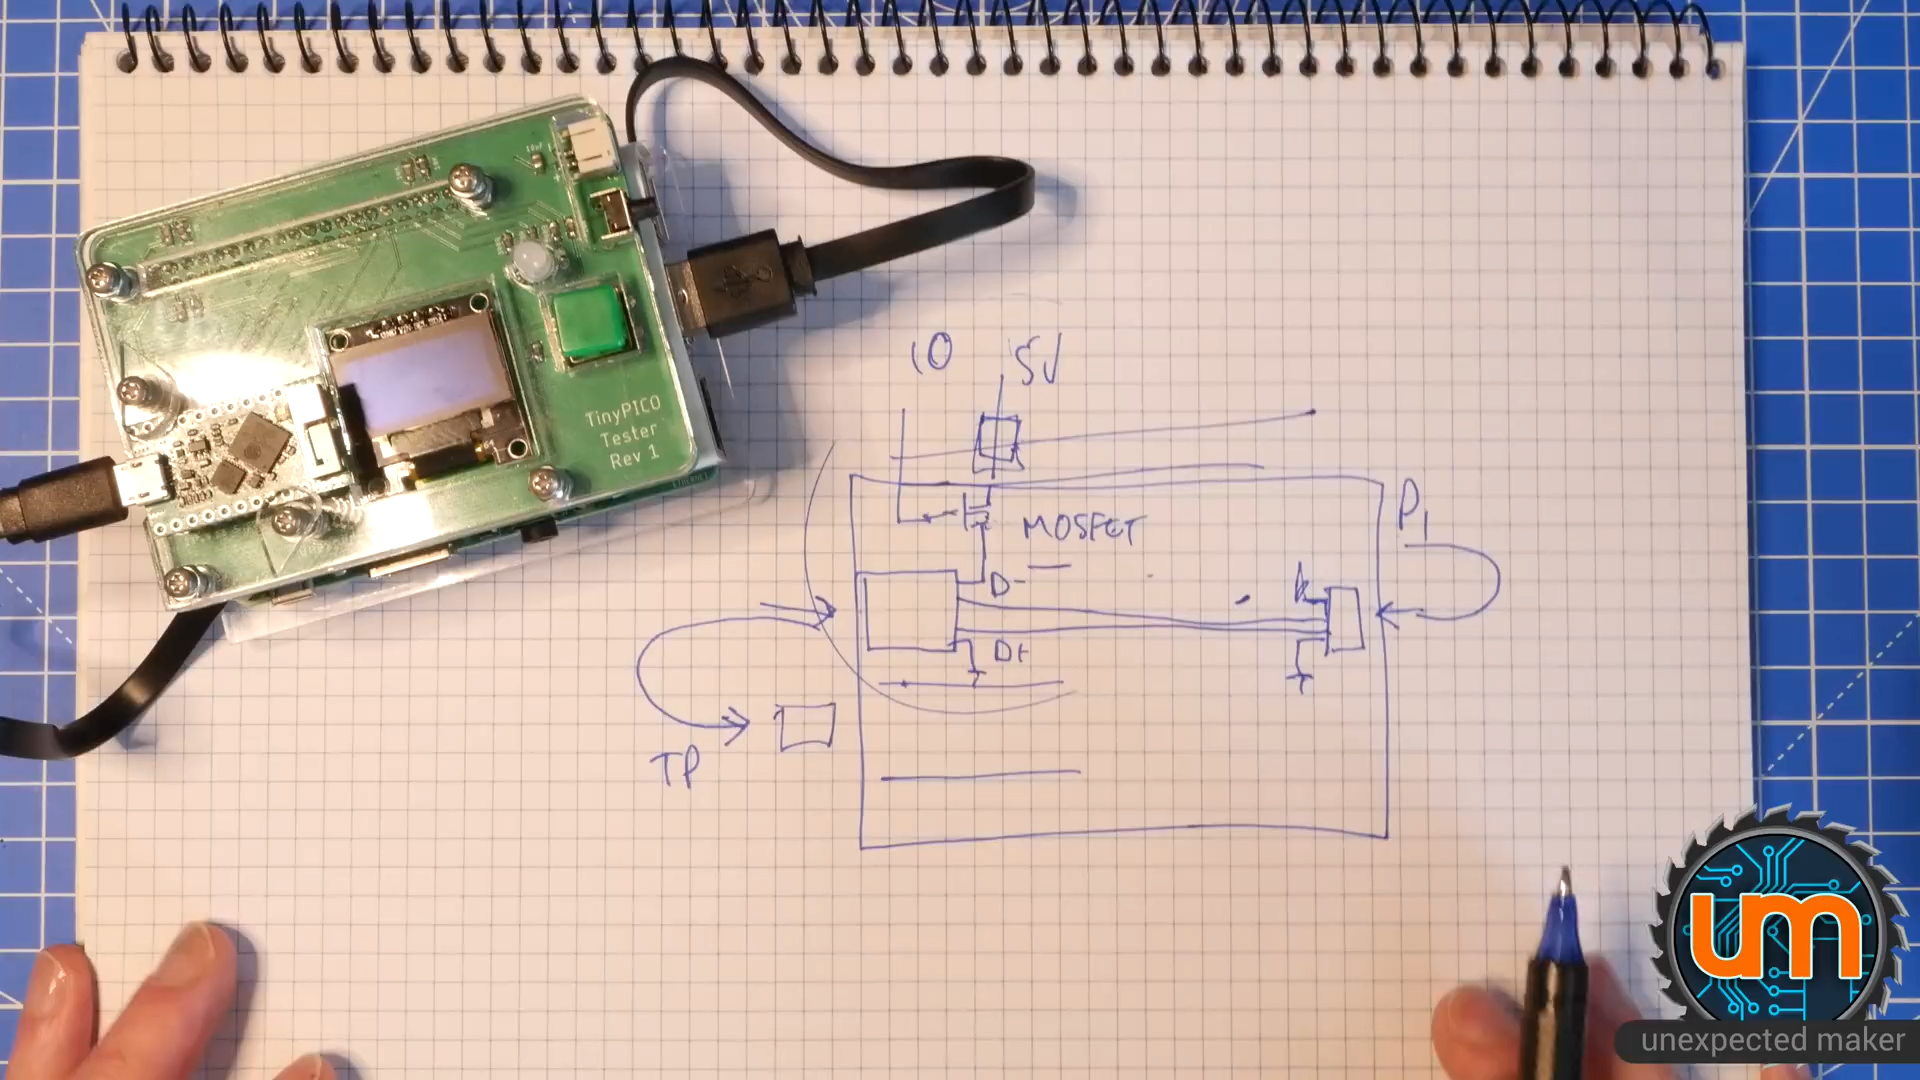 TinyPICO
Tester
Rev 1
IO 5V
MOSFET
P1
D-
D+
TP
um
unexpected maker